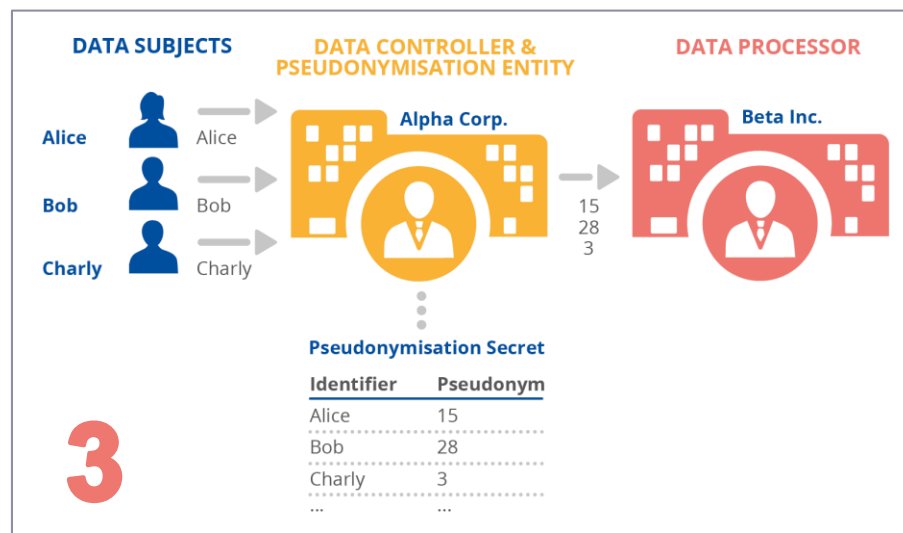 DATA SUBJECTS
DATA CONTROLLER &
PSEUDONYMISATION ENTITY
DATA PROCESSOR
Alice
Alice
Bob
Bob
Charly
Charly
Alpha Corp.
15
28
3
Beta Inc.
Pseudonymisation Secret
Identifier Pseudonym
Alice 15
Bob 28
Charly 3
... ...
3